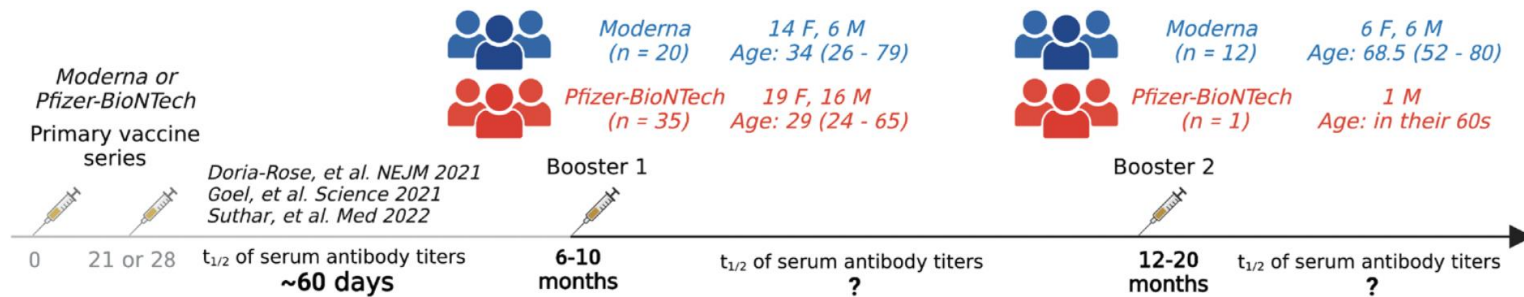 Moderna
(n = 20)
14 F, 6 M
Age: 34 (26 - 79)
Moderna
(n = 12)
6 F, 6 M
Age: 68.5 (52 - 80)
Moderna or
Pfizer-BioNTech
Primary vaccine
series
Pfizer-BioNTech
(n = 35)
19 F, 16 M
Age: 29 (24 - 65)
Pfizer-BioNTech
(n = 1)
1 M
Age: in their 60s
Doria-Rose, et al. NEJM 2021
Goel, et al. Science 2021
Suthar, et al. Med 2022
Booster 1
Booster 2
0
21 or 28
t1/2 of serum antibody titers
~60 days
6-10
months
t1/2 of serum antibody titers
?
12-20
months
t1/2 of serum antibody titers
?